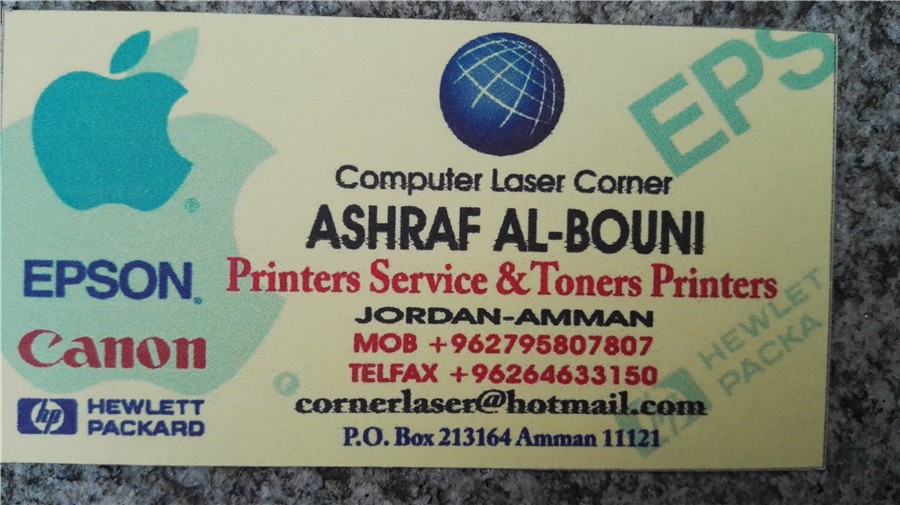 EPS
Computer Laser Corner
ASHRAF AL-BOUNI
EPSON®
Printers Service & Toners Printers
JORDAN-AMMAN
Canon
MOB +962795807807
TELFAX +96264633150
HEWLET
PACKA
hp HEWLETT
PACKARD
cornerlaser@hotmail.com
P.O. Box 213164 Amman 11121